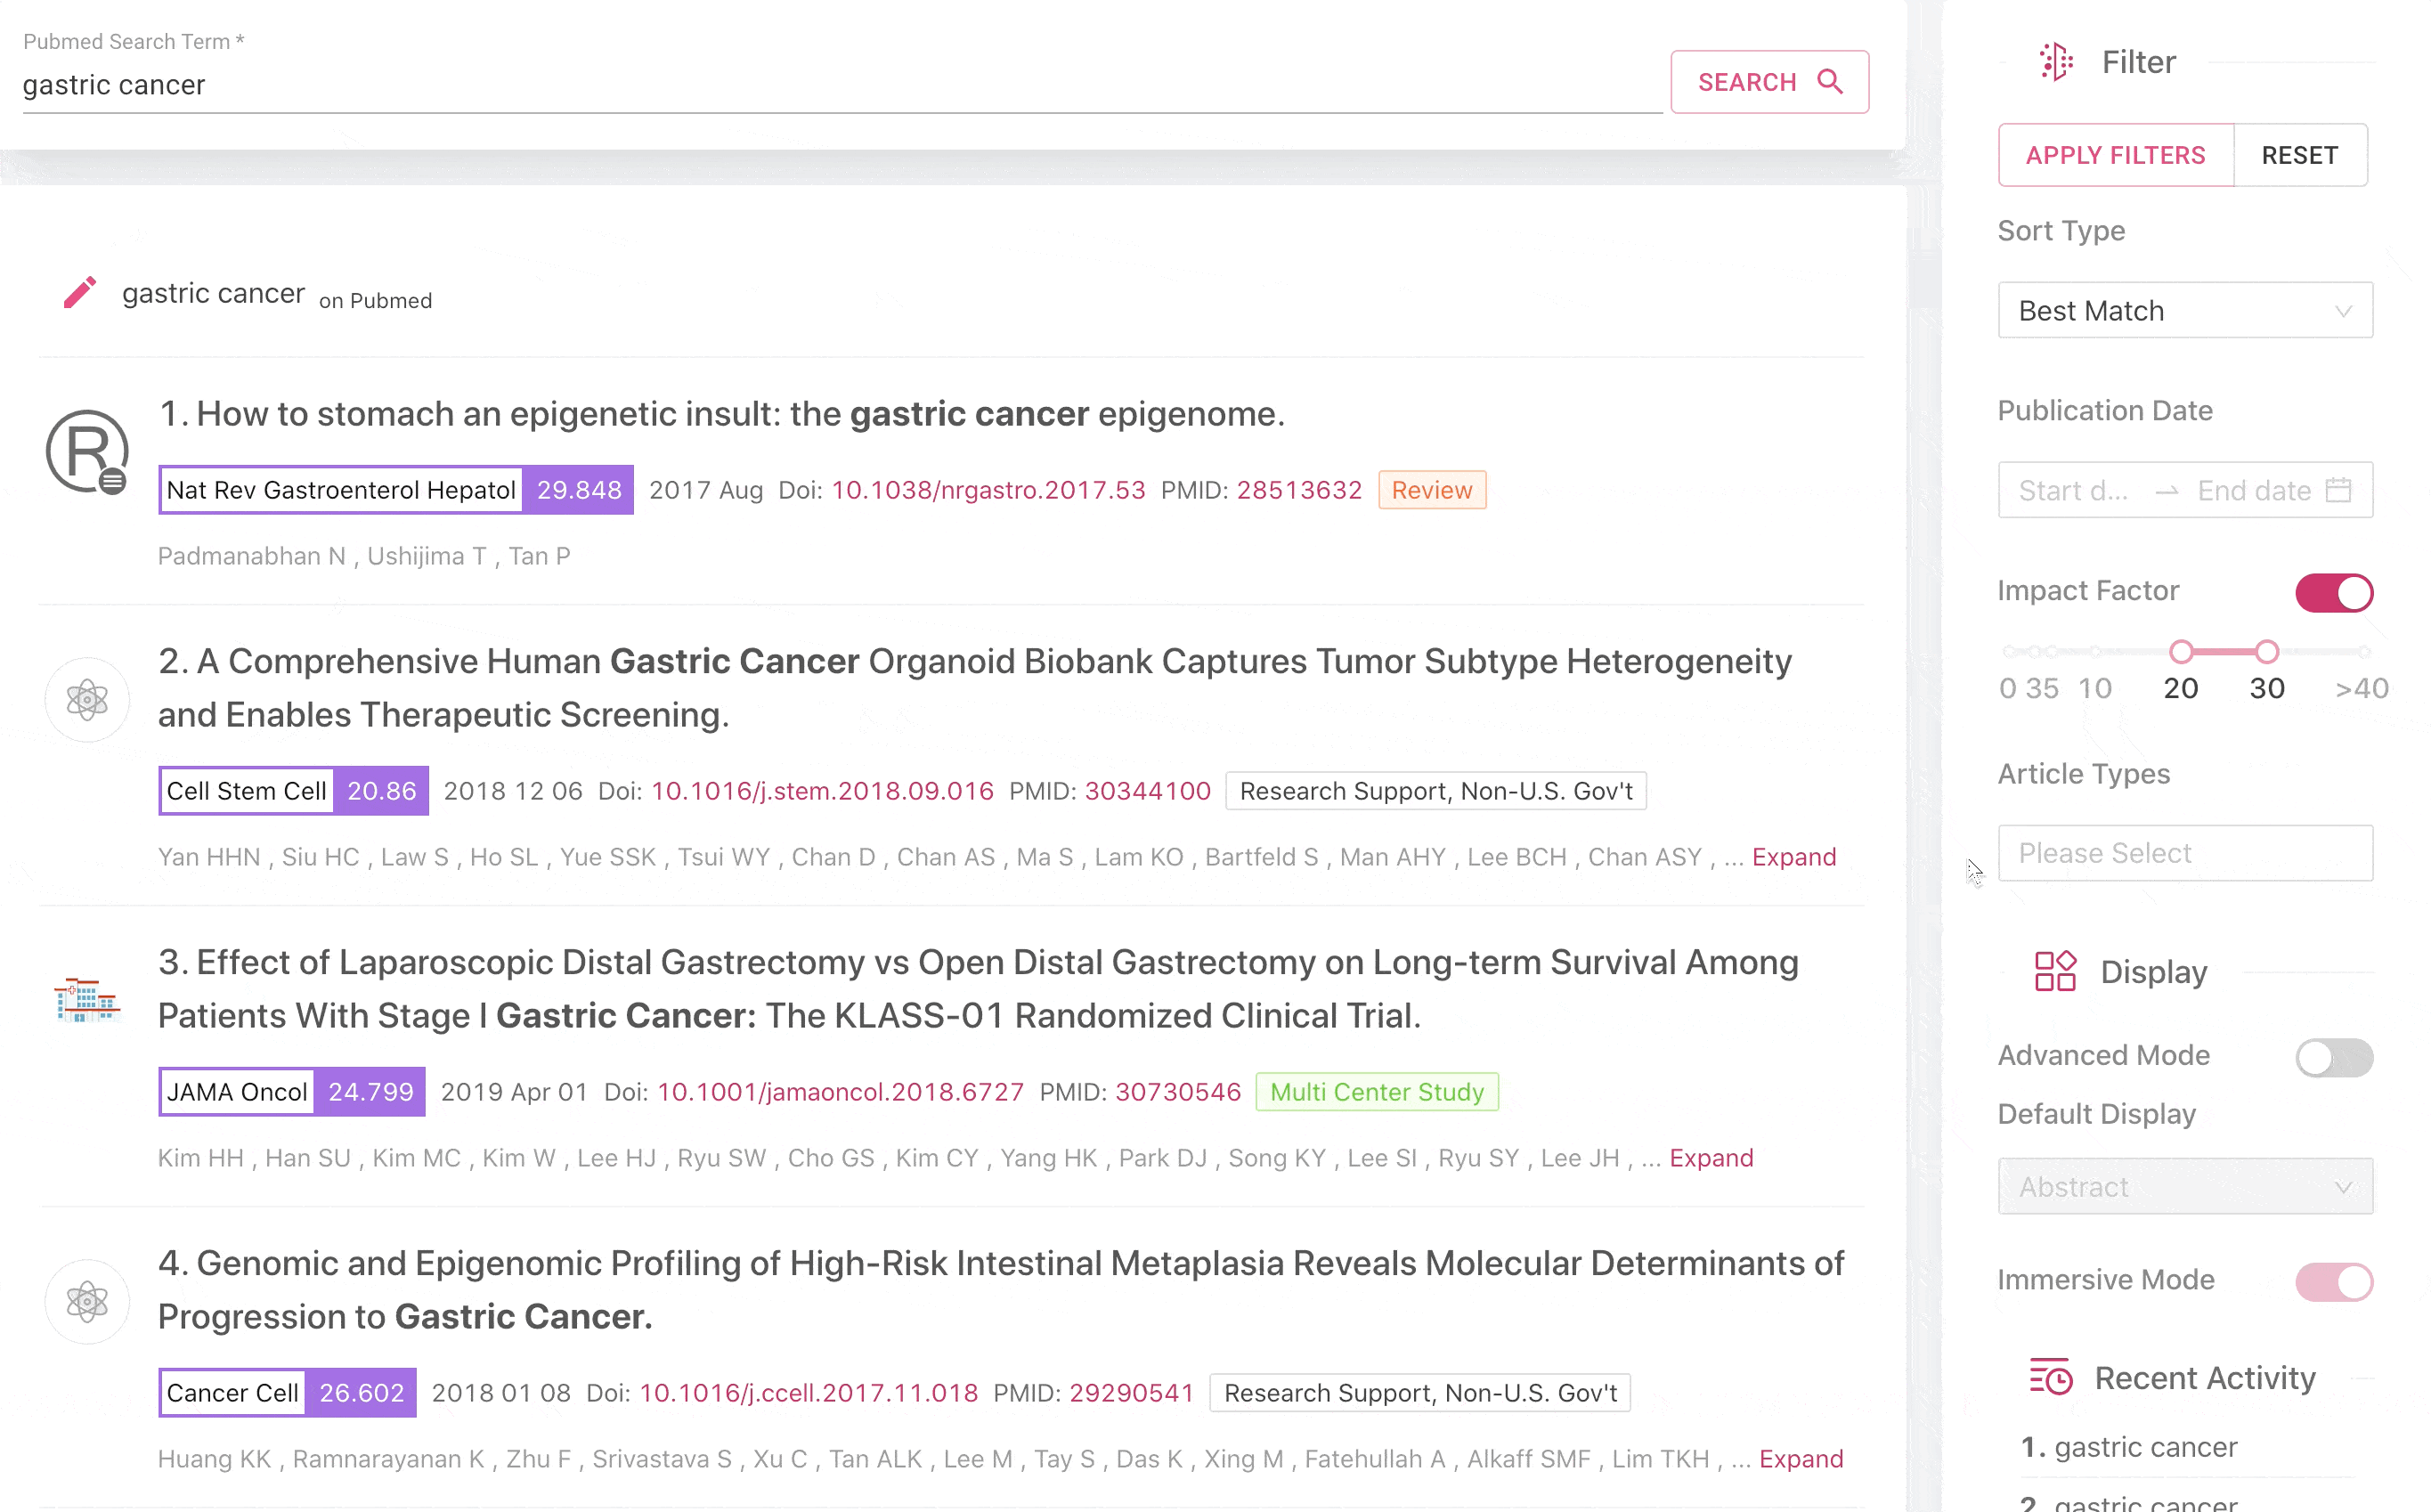 Pubmed Search Term *
gastric cancer
SEARCH
gastric cancer on Pubmed
R
1. How to stomach an epigenetic insult: the gastric cancer epigenome.
Nat Rev Gastroenterol Hepatol 29.848 2017 Aug Doi: 10.1038/nrgastro.2017.53 PMID: 28513632 Review
Padmanabhan N , Ushijima T , Tan P
2. A Comprehensive Human Gastric Cancer Organoid Biobank Captures Tumor Subtype Heterogeneity
and Enables Therapeutic Screening.
Cell Stem Cell 20.86 2018 12 06 Doi: 10.1016/j.stem.2018.09.016 PMID: 30344100 Research Support, Non-U.S. Gov't
Yan HHN , Siu HC , Law S , Ho SL , Yue SSK , Tsui WY , Chan D , Chan AS , Ma S , Lam KO , Bartfeld S , Man AHY , Lee BCH , Chan ASY , ... Expand
3. Effect of Laparoscopic Distal Gastrectomy vs Open Distal Gastrectomy on Long-term Survival Among
Patients With Stage I Gastric Cancer: The KLASS-01 Randomized Clinical Trial.
JAMA Oncol 24.799 2019 Apr 01 Doi: 10.1001/jamaoncol.2018.6727 PMID: 30730546 Multi Center Study
Kim HH , Han SU , Kim MC , Kim W , Lee HJ , Ryu SW , Cho GS , Kim CY , Yang HK , Park DJ , Song KY , Lee SI , Ryu SY , Lee JH , ... Expand
4. Genomic and Epigenomic Profiling of High-Risk Intestinal Metaplasia Reveals Molecular Determinants of
Progression to Gastric Cancer.
Cancer Cell 26.602 2018 01 08 Doi: 10.1016/j.ccell.2017.11.018 PMID: 29290541 Research Support, Non-U.S. Gov't
Huang KK , Ramnarayanan K , Zhu F , Srivastava S , Xu C , Tan ALK , Lee M , Tay S , Das K , Xing M , Fatehullah A , Alkaff SMF , Lim TKH , ... Expand
Filter
APPLY FILTERS RESET
Sort Type
Best Match
Publication Date
Start d... → End date
Impact Factor
0 3 5 10 20 30 >40
Article Types
Please Select
Display
Advanced Mode
Default Display
Abstract
Immersive Mode
Recent Activity
1. gastric cancer
2. gastric cancer